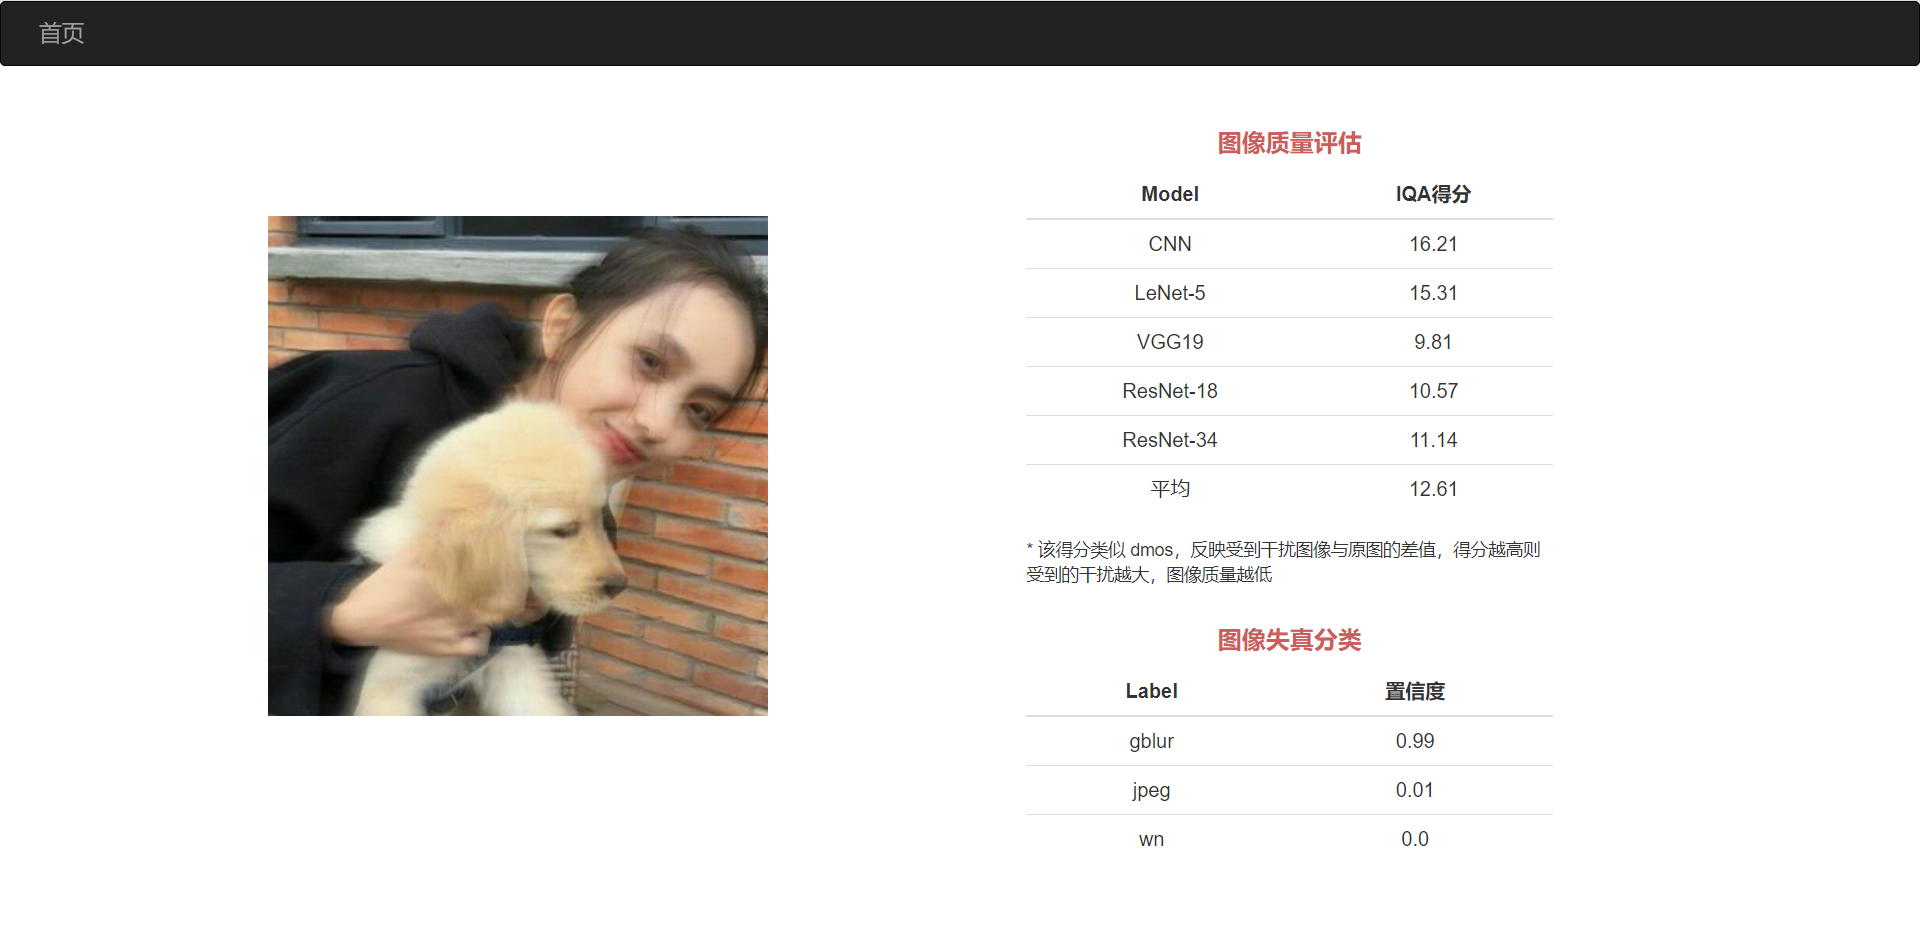 首页
图像质量评估
Model IQA得分
CNN 16.21
LeNet-5 15.31
VGG19 9.81
ResNet-18 10.57
ResNet-34 11.14
平均 12.61
* 该得分类似 dmos，反映受到干扰图像与原图的差值，得分越高则
受到的干扰越大，图像质量越低
图像失真分类
Label 置信度
gblur 0.99
jpeg 0.01
wn 0.0